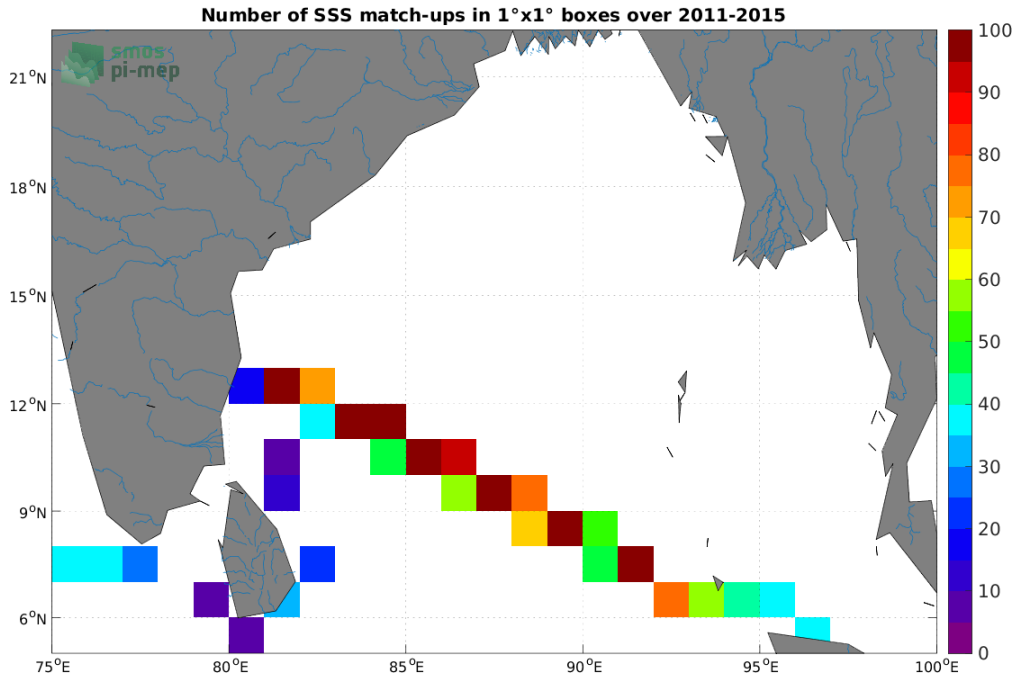 Number of SSS match-ups in 1°x1° boxes over 2011-2015
smos
pi-mep
21°N
18°N
15°N
12°N
9°N
6°N
75°E
80°E
85°E
90°E
95°E
100°E
100
90
80
70
60
50
40
30
20
10
0